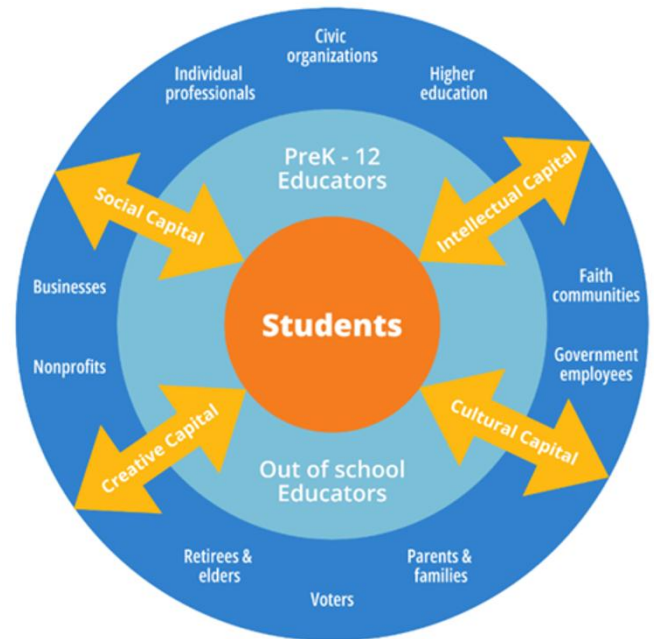 Civic
organizations
Individual
professionals
Higher
education
PreK - 12
Educators
Social Capital
Intellectual Capital
Businesses
Faith
communities
Students
Nonprofits
Government
employees
Creative Capital
Cultural Capital
Out of school
Educators
Retirees &
elders
Parents &
families
Voters